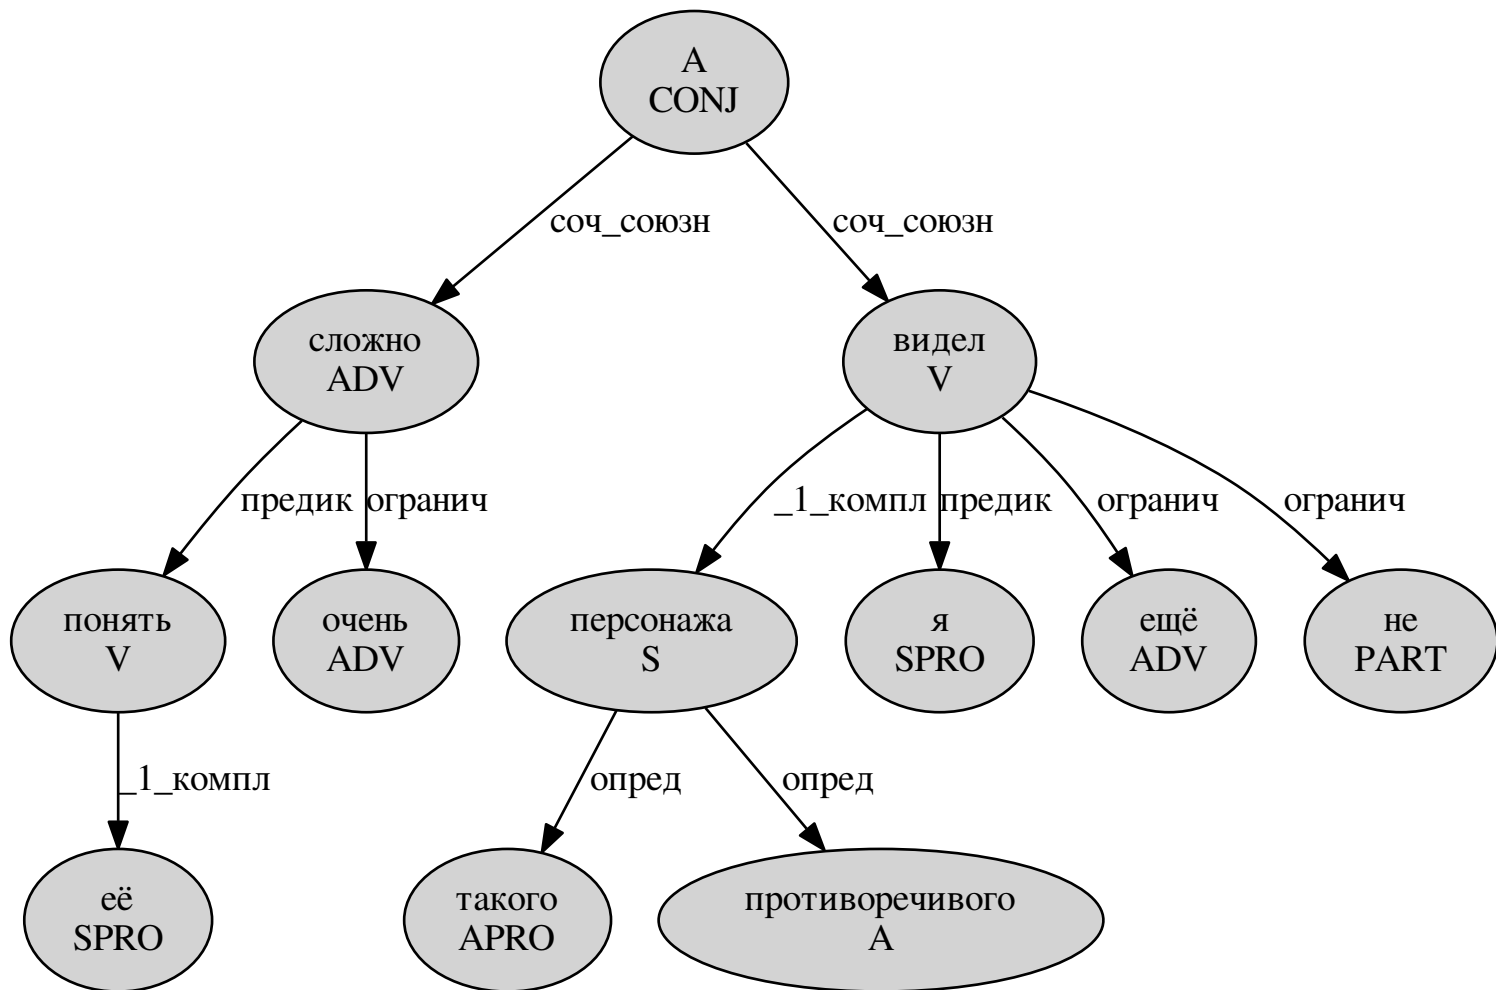 А
CONJ
соч_союзн
соч_союзн
сложно
ADV
видел
V
предик
огранич
_1_компл
предик
огранич
огранич
понять
V
очень
ADV
персонажа
S
я
SPRO
ещё
ADV
не
PART
_1_компл
опред
опред
её
SPRO
такого
APRO
противоречивого
A